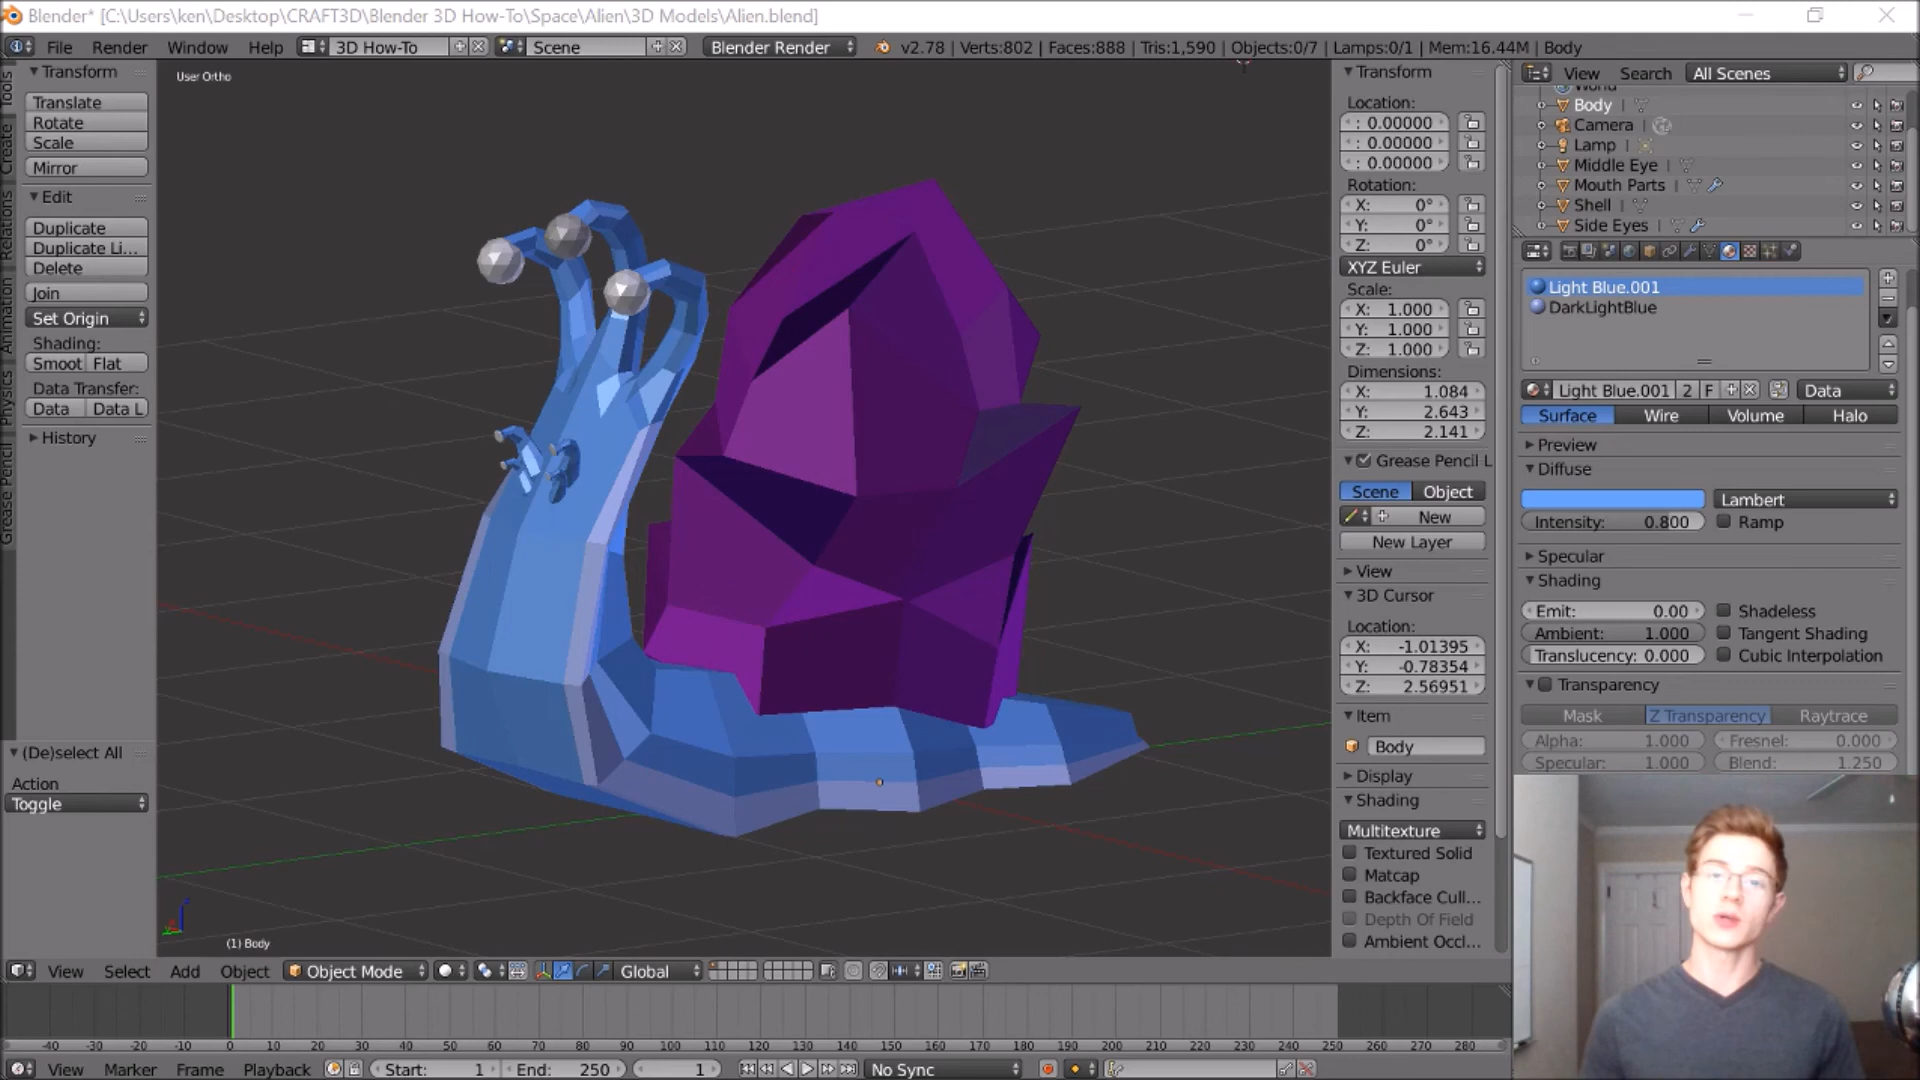 Blender* [C:\Users\ken\Desktop\CRAFT3D\Blender 3D How-To\Space\Alien\3D Models\Alien.blend]
File Render Window Help 3D How-To Scene Blender Render v2.78 | Verts:802 | Faces:888 | Tris:1,590 | Objects:0/7 | Lamps:0/1 | Mem:16.44M | Body
Tools
Create
Relations
Animation
Physics
Grease Pencil
Transform
Translate
Rotate
Scale
Mirror
Edit
Duplicate
Duplicate Li...
Delete
Join
Set Origin
Shading:
Smoot Flat
Data Transfer:
Data Data L
History
(De)select All
Action
Toggle
User Ortho
(1) Body
Transform
Location:
: 0.00000
: 0.00000
: 0.00000
Rotation:
X: 0°
Y: 0°
Z: 0°
XYZ Euler
Scale:
X: 1.000
Y: 1.000
Z: 1.000
Dimensions:
X: 1.084
Y: 2.643
Z: 2.141
Grease Pencil L
Scene Object
New
New Layer
View
3D Cursor
Location:
X: -1.01395
Y: -0.78354
Z: 2.56951
Item
Body
Display
Shading
Multitexture
Textured Solid
Matcap
Backface Cull...
Depth Of Field
Ambient Occl...
View Search All Scenes
World
Body
Camera
Lamp
Middle Eye
Mouth Parts
Shell
Side Eyes
Light Blue.001
DarkLightBlue
Light Blue.001 2 F Data
Surface Wire Volume Halo
Preview
Diffuse
Lambert
Intensity: 0.800 Ramp
Specular
Shading
Emit: 0.00 Shadeless
Ambient: 1.000 Tangent Shading
Translucency: 0.000 Cubic Interpolation
Transparency
Mask Z Transparency Raytrace
Alpha: 1.000 Fresnel: 0.000
Specular: 1.000 Blend: 1.250
View Select Add Object Object Mode Global
-40 -30 -20 -10 0 10 20 30 40 50 60 70 80 90 100 110 120 130 140 150 160 170 180 190 200 210 220 230 240 250 260 270 280
View Marker Frame Playback Start: 1 End: 250 1 No Sync